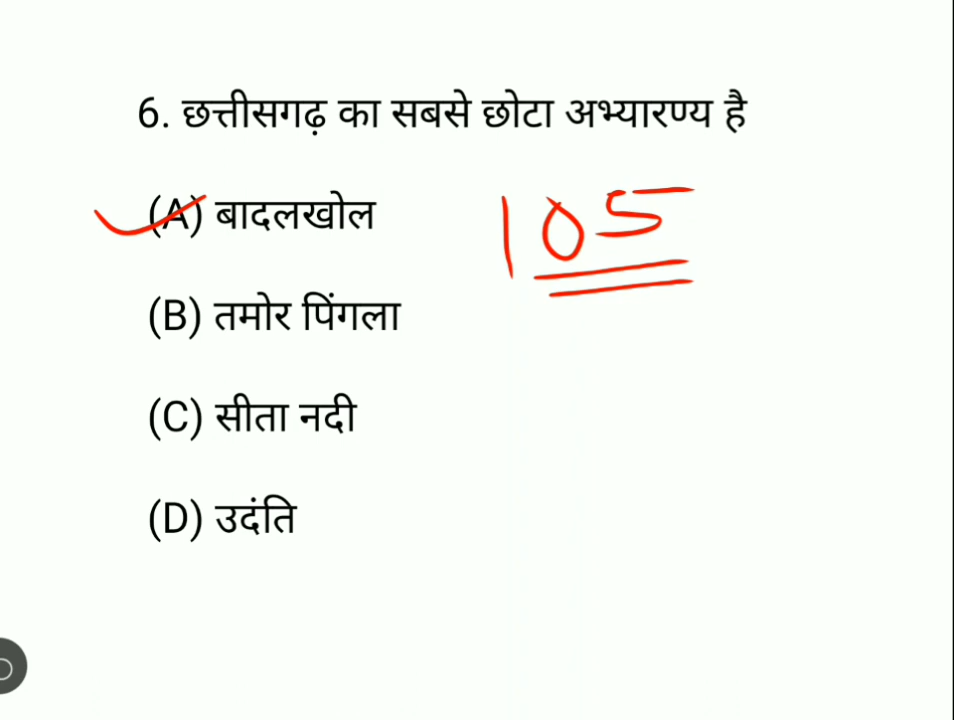 6. छत्तीसगढ़ का सबसे छोटा अभ्यारण्य है
(A) बादलखोल
105
(B) तमोर पिंगला
(C) सीता नदी
(D) उदंति